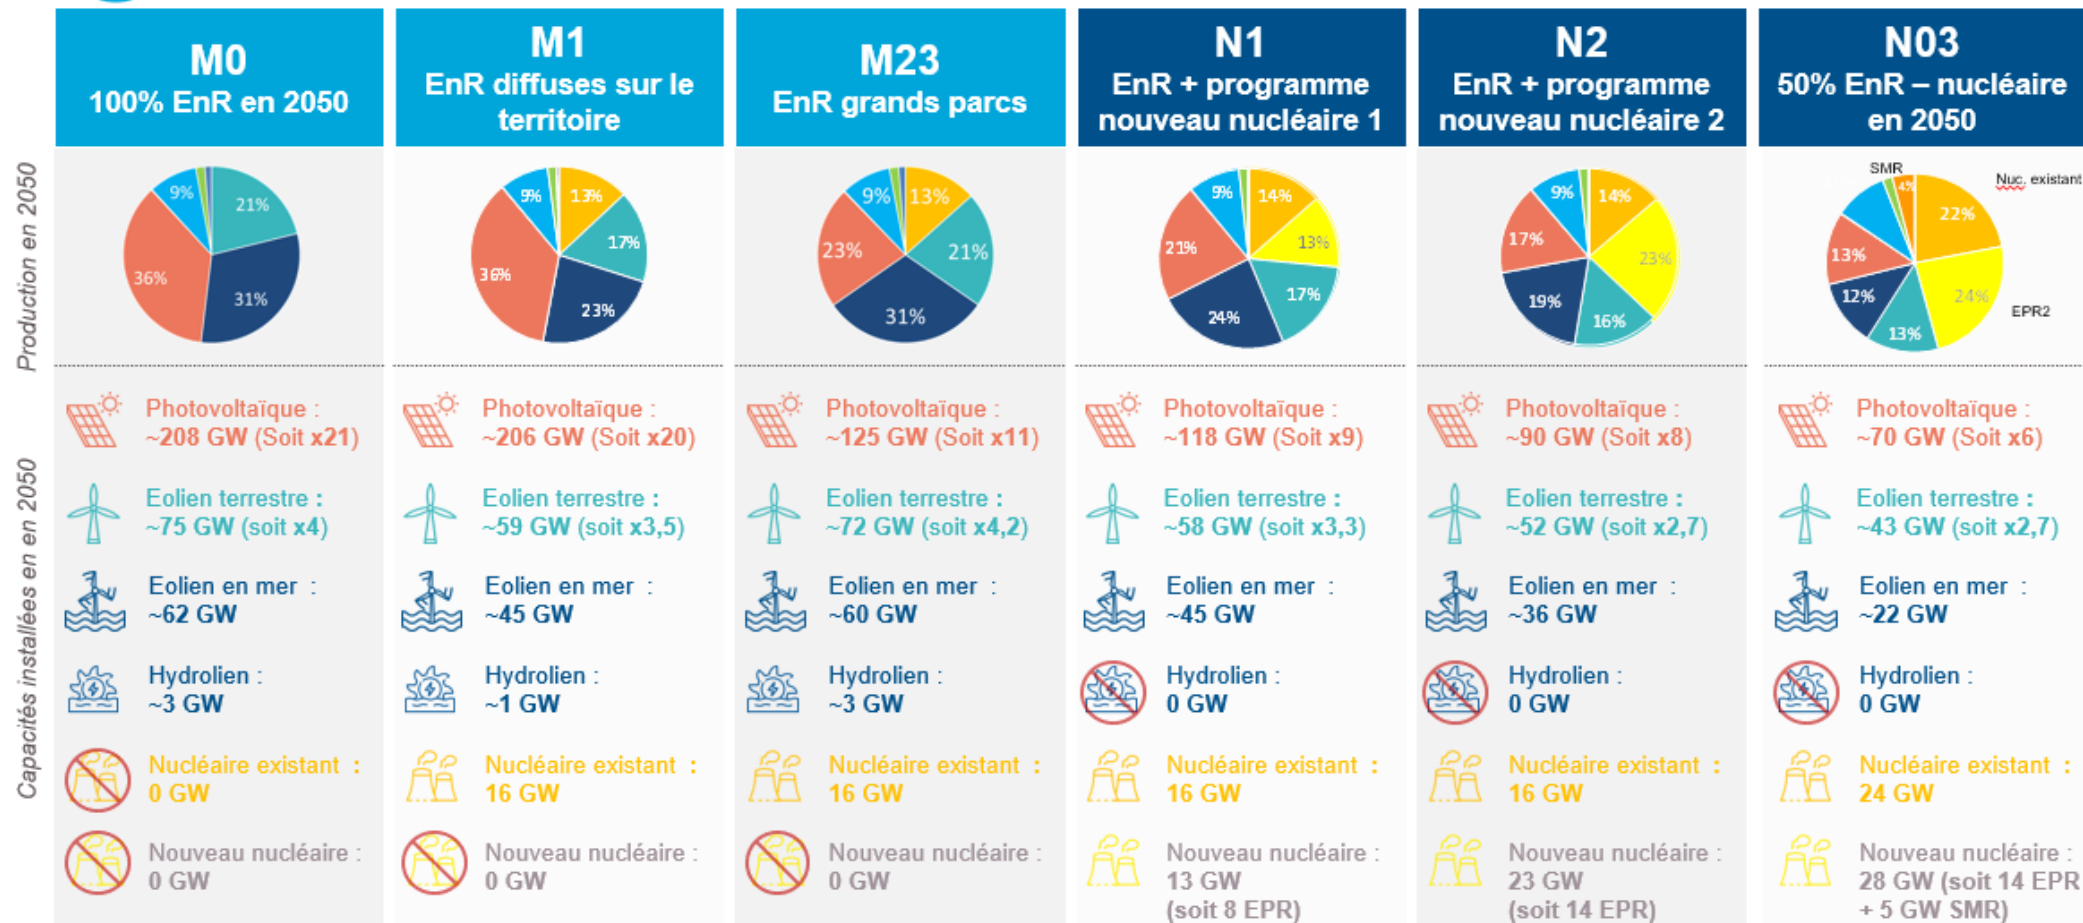 M0
100% EnR en 2050
M1
EnR diffuses sur le
territoire
M23
EnR grands parcs
N1
EnR + programme
nouveau nucléaire 1
N2
EnR + programme
nouveau nucléaire 2
N03
50% EnR – nucléaire
en 2050
Production en 2050
9%
21%
36%
31%
9%
13%
17%
36%
23%
9%
13%
23%
21%
31%
9%
14%
21%
13%
17%
24%
9%
14%
17%
23%
19%
16%
SMR
4%
Nuc. existant
22%
13%
12%
24%
EPR2
13%
Capacités installées en en 2050
Photovoltaïque :
~208 GW (Soit x21)
Eolien terrestre :
~75 GW (soit x4)
Eolien en mer :
~62 GW
Hydrolien :
~3 GW
Nucléaire existant :
0 GW
Nouveau nucléaire :
0 GW
Photovoltaïque :
~206 GW (Soit x20)
Eolien terrestre :
~59 GW (soit x3,5)
Eolien en mer :
~45 GW
Hydrolien :
~1 GW
Nucléaire existant :
16 GW
Nouveau nucléaire :
0 GW
Photovoltaïque :
~125 GW (Soit x11)
Eolien terrestre :
~72 GW (soit x4,2)
Eolien en mer :
~60 GW
Hydrolien :
~3 GW
Nucléaire existant :
16 GW
Nouveau nucléaire :
0 GW
Photovoltaïque :
~118 GW (Soit x9)
Eolien terrestre :
~58 GW (soit x3,3)
Eolien en mer :
~45 GW
Hydrolien :
0 GW
Nucléaire existant :
16 GW
Nouveau nucléaire :
13 GW
(soit 8 EPR)
Photovoltaïque :
~90 GW (Soit x8)
Eolien terrestre :
~52 GW (soit x2,7)
Eolien en mer :
~36 GW
Hydrolien :
0 GW
Nucléaire existant :
16 GW
Nouveau nucléaire :
23 GW
(soit 14 EPR)
Photovoltaïque :
~70 GW (Soit x6)
Eolien terrestre :
~43 GW (soit x2,7)
Eolien en mer :
~22 GW
Hydrolien :
0 GW
Nucléaire existant :
24 GW
Nouveau nucléaire :
28 GW (soit 14 EPR
+ 5 GW SMR)